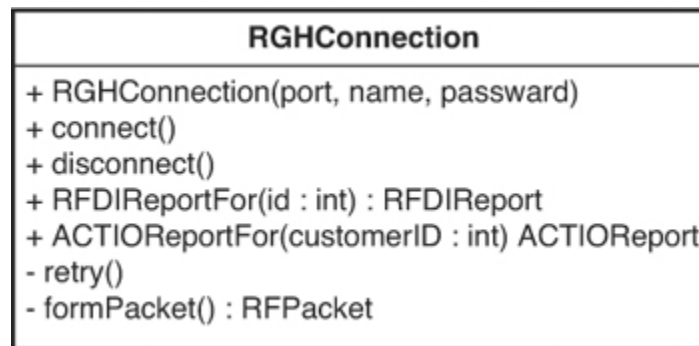 RGHConnection
+ RGHConnection(port, name, passward)
+ connect()
+ disconnect()
+ RFDIReportFor(id : int) : RFDIReport
+ ACTIOReportFor(customerID : int) ACTIOReport
- retry()
- formPacket() : RFPacket